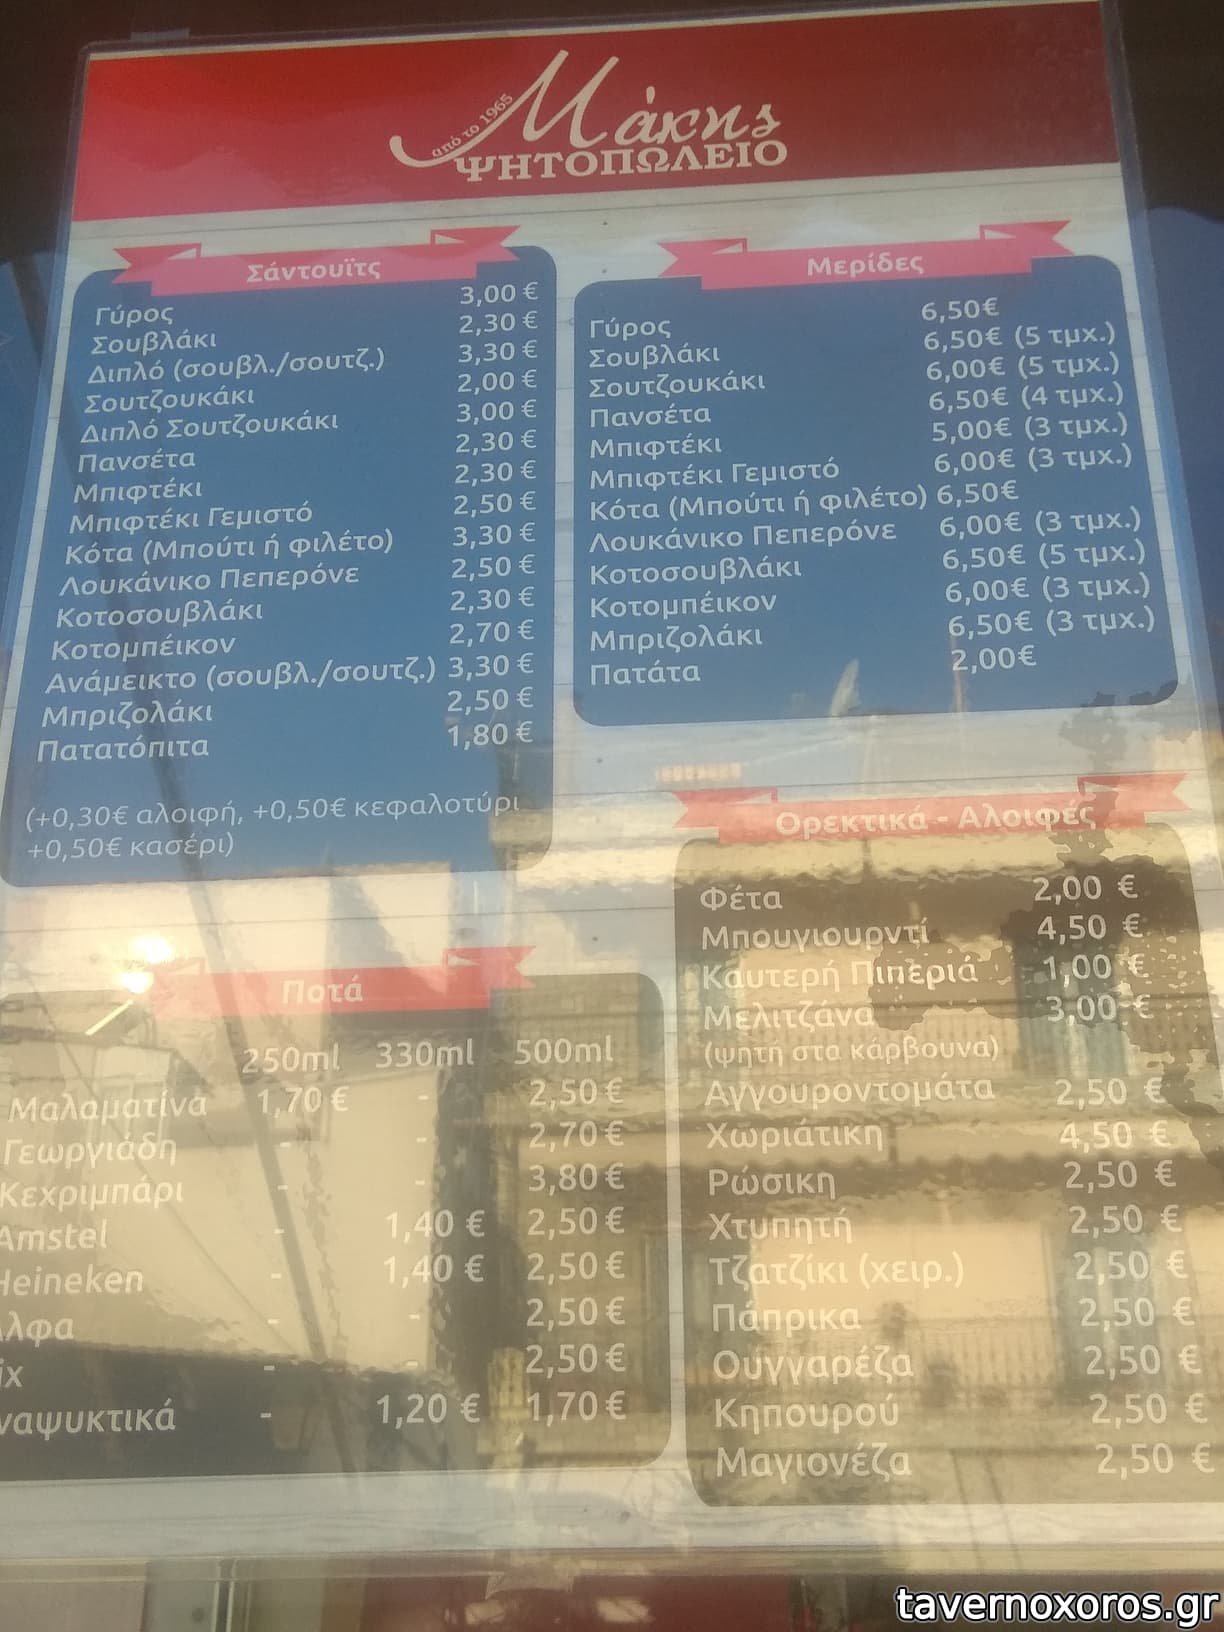 από το 1965
Μάκης
ΨΗΤΟΠΩΛΕΙΟ
Σάντουϊτς
Γύρος 3,00 €
Σουβλάκι 2,30 €
Διπλό (σουβλ./σουτζ.) 3,30 €
Σουτζουκάκι 2,00 €
Διπλό Σουτζουκάκι 3,00 €
Πανσέτα 2,30 €
Μπιφτέκι 2,30 €
Μπιφτέκι Γεμιστό 2,50 €
Κότα (Μπούτι ή φιλέτο) 3,30 €
Λουκάνικο Πεπερόνε 2,50 €
Κοτοσουβλάκι 2,30 €
Κοτομπέικον 2,70 €
Ανάμεικτο (σουβλ./σουτζ.) 3,30 €
Μπριζολάκι 2,50 €
Πατατόπιτα 1,80 €
(+0,30€ αλοιφή, +0,50€ κεφαλοτύρι
+0,50€ κασέρι)
Μερίδες
Γύρος 6,50€
Σουβλάκι 6,50€ (5 τμχ.)
Σουτζουκάκι 6,00€ (5 τμχ.)
Πανσέτα 6,50€ (4 τμχ.)
Μπιφτέκι 5,00€ (3 τμχ.)
Μπιφτέκι Γεμιστό 6,00€ (3 τμχ.)
Κότα (Μπούτι ή φιλέτο) 6,50€
Λουκάνικο Πεπερόνε 6,00€ (3 τμχ.)
Κοτοσουβλάκι 6,50€ (5 τμχ.)
Κοτομπέικον 6,00€ (3 τμχ.)
Μπριζολάκι 6,50€ (3 τμχ.)
Πατάτα 2,00€
Ορεκτικά - Αλοιφές
Φέτα 2,00 €
Μπουγιουρντί 4,50 €
Καυτερή Πιπεριά 1,00 €
Μελιτζάνα 3,00 €
(ψητή στα κάρβουνα)
Αγγουροντομάτα 2,50 €
Χωριάτικη 4,50 €
Ρώσικη 2,50 €
Χτυπητή 2,50 €
Τζατζίκι (χειρ.) 2,50 €
Πάπρικα 2,50 €
Ουγγαρέζα 2,50 €
Κηπουρού 2,50 €
Μαγιονέζα 2,50 €
Ποτά
250ml 330ml 500ml
Μαλαματίνα 1,70 € - 2,50 €
Γεωργιάδη - - 2,70 €
Κεχριμπάρι - - 3,80 €
Amstel - 1,40 € 2,50 €
Heineken - 1,40 € 2,50 €
λφα - - 2,50 €
ix - - 2,50 €
ναψυκτικά - 1,20 € 1,70 €
tavernoxoros.gr